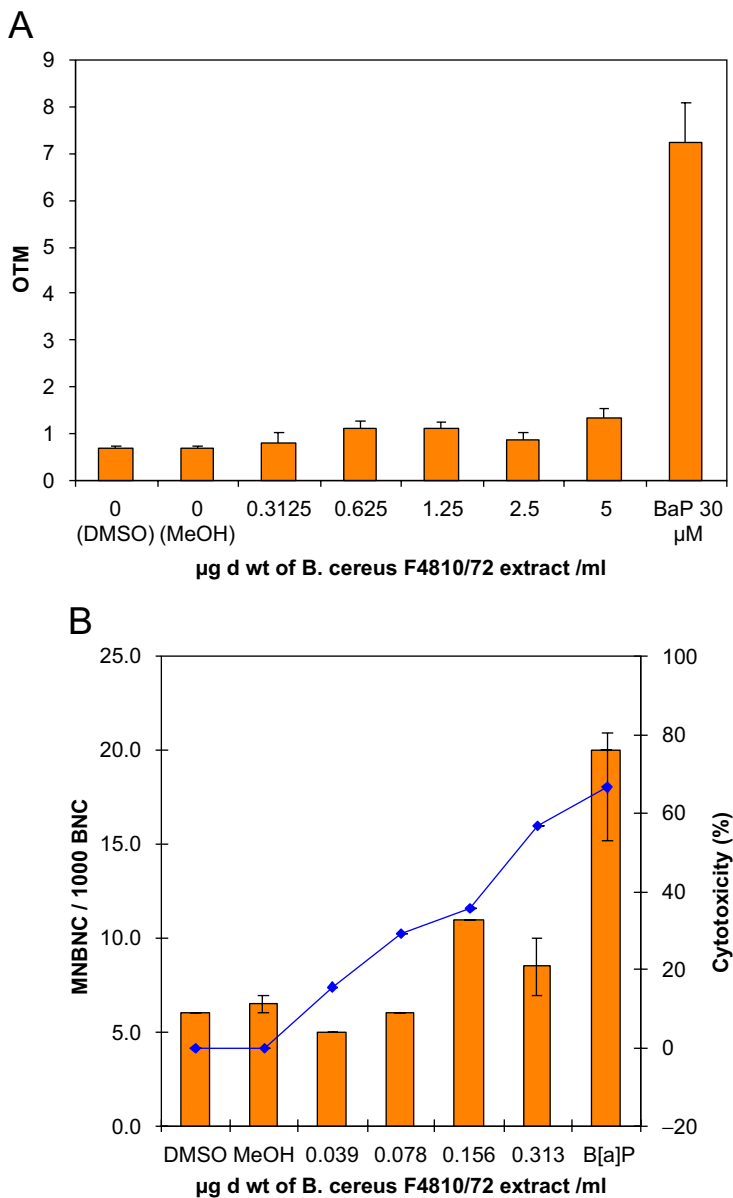 A
9
8
7
6
5
4
3
2
1
0
OTM
0 0 0.3125 0.625 1.25 2.5 5 BaP 30
(DMSO) (MeOH) µM
µg d wt of B. cereus F4810/72 extract /ml
B
25.0 100
20.0 80
15.0 60
10.0 40
5.0 20
0.0 0
–20
MNBNC / 1000 BNC
Cytotoxicity (%)
DMSO MeOH 0.039 0.078 0.156 0.313 B[a]P
µg d wt of B. cereus F4810/72 extract /ml